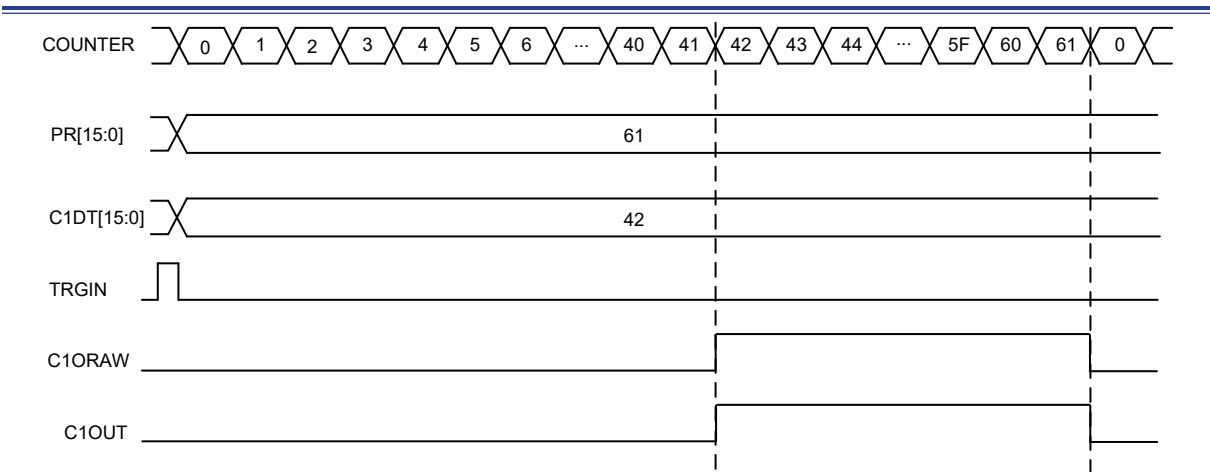 COUNTER 0 1 2 3 4 5 6 ... 40 41 42 43 44 ... 5F 60 61 0
PR[15:0] 61
C1DT[15:0] 42
TRGIN
C1ORAW
C1OUT